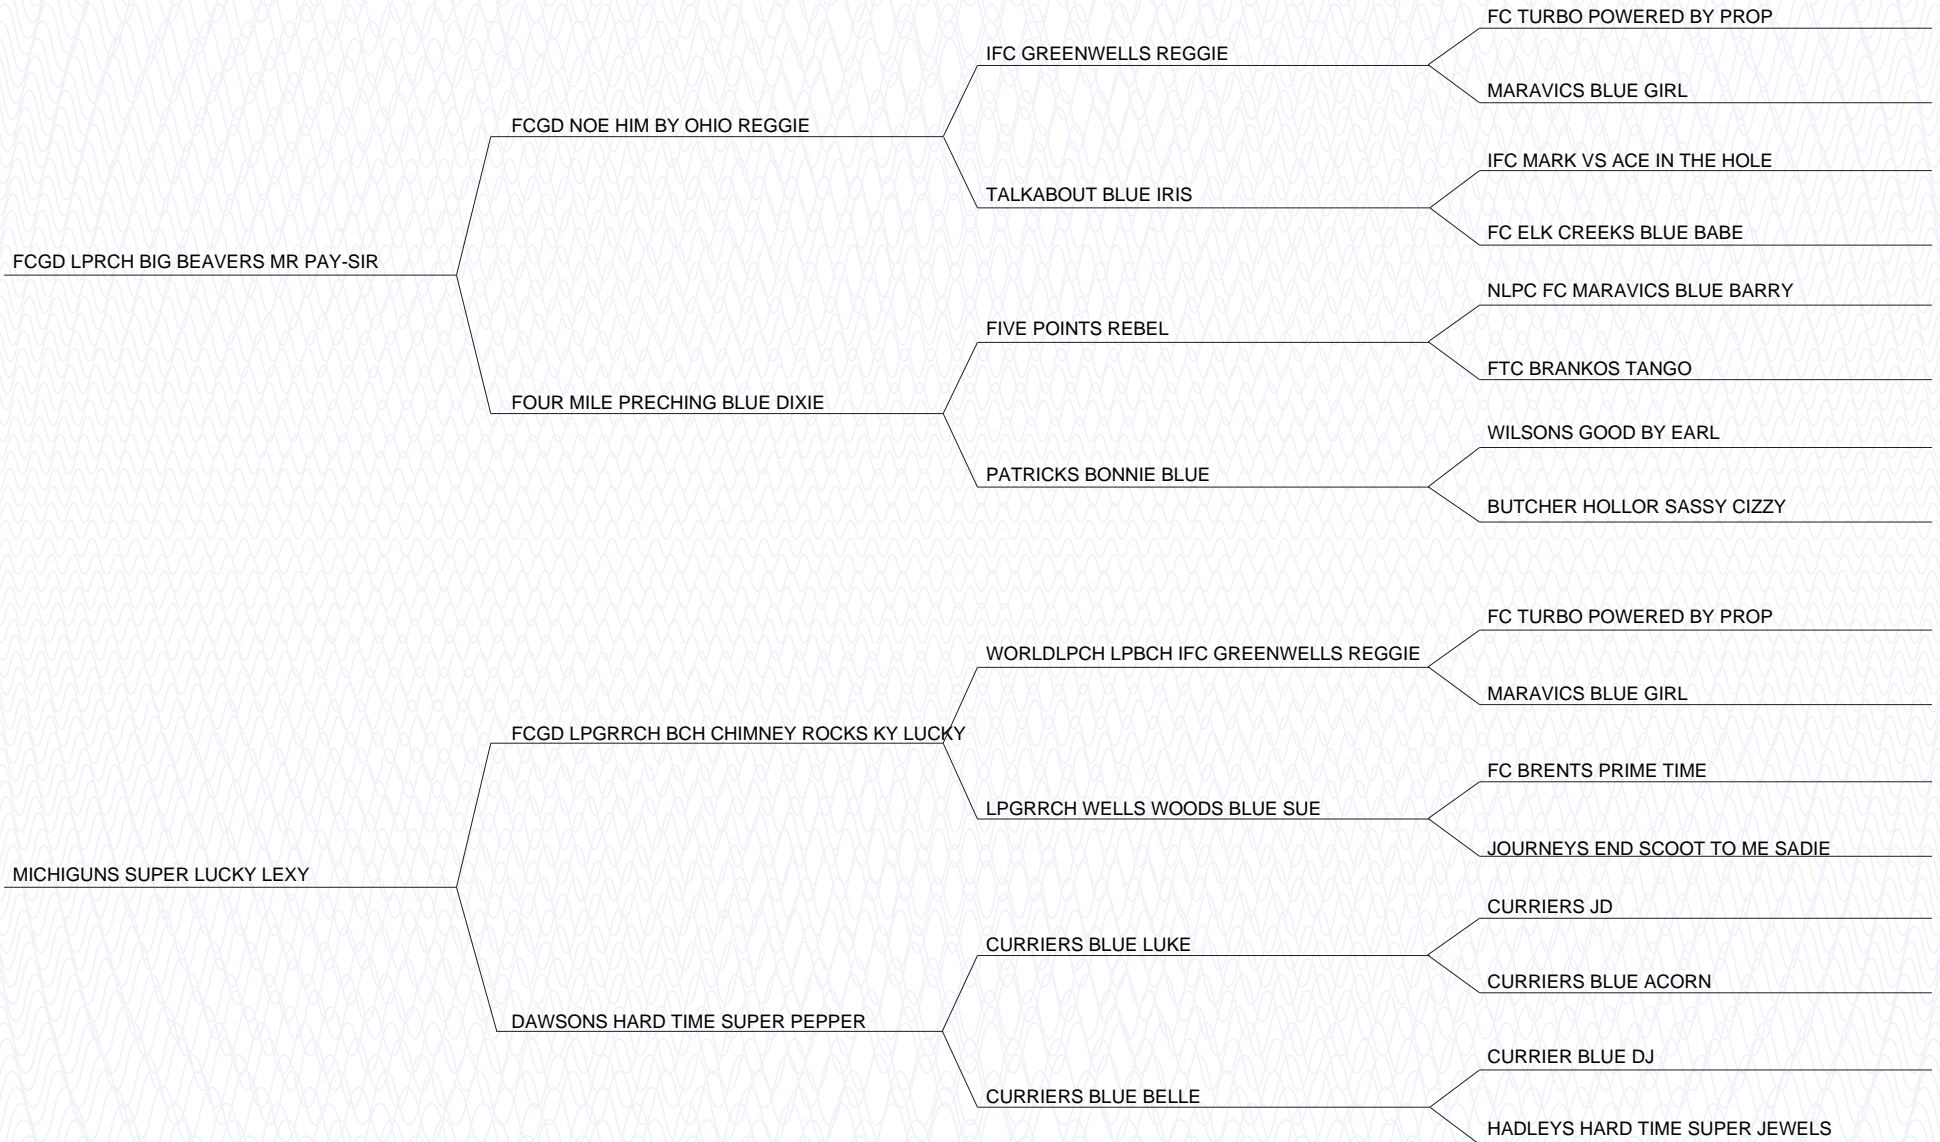 FC TURBO POWERED BY PROP
IFC GREENWELLS REGGIE
MARAVICS BLUE GIRL
FCGD NOE HIM BY OHIO REGGIE
IFC MARK VS ACE IN THE HOLE
TALKABOUT BLUE IRIS
FC ELK CREEKS BLUE BABE
FCGD LPRCH BIG BEAVERS MR PAY-SIR
NLPC FC MARAVICS BLUE BARRY
FIVE POINTS REBEL
FTC BRANKOS TANGO
FOUR MILE PRECHING BLUE DIXIE
WILSONS GOOD BY EARL
PATRICKS BONNIE BLUE
BUTCHER HOLLOR SASSY CIZZY
FC TURBO POWERED BY PROP
WORLDLPCH LPBCH IFC GREENWELLS REGGIE
MARAVICS BLUE GIRL
FCGD LPGRRCH BCH CHIMNEY ROCKS KY LUCKY
FC BRENTS PRIME TIME
LPGRRCH WELLS WOODS BLUE SUE
JOURNEYS END SCOOT TO ME SADIE
MICHIGUNS SUPER LUCKY LEXY
CURRIERS JD
CURRIERS BLUE LUKE
CURRIERS BLUE ACORN
DAWSONS HARD TIME SUPER PEPPER
CURRIER BLUE DJ
CURRIERS BLUE BELLE
HADLEYS HARD TIME SUPER JEWELS